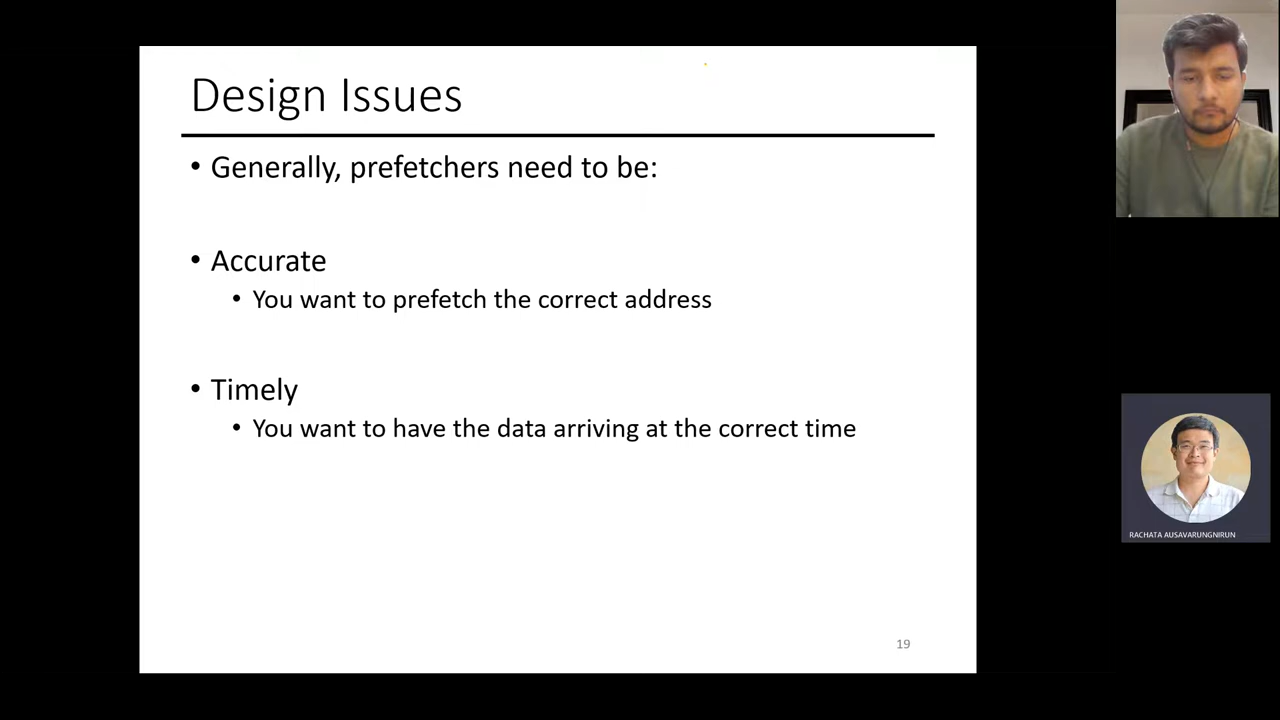 Design Issues
• Generally, prefetchers need to be:
• Accurate
• You want to prefetch the correct address
• Timely
• You want to have the data arriving at the correct time
19
RACHATA AUSAVARUNGNIRUN